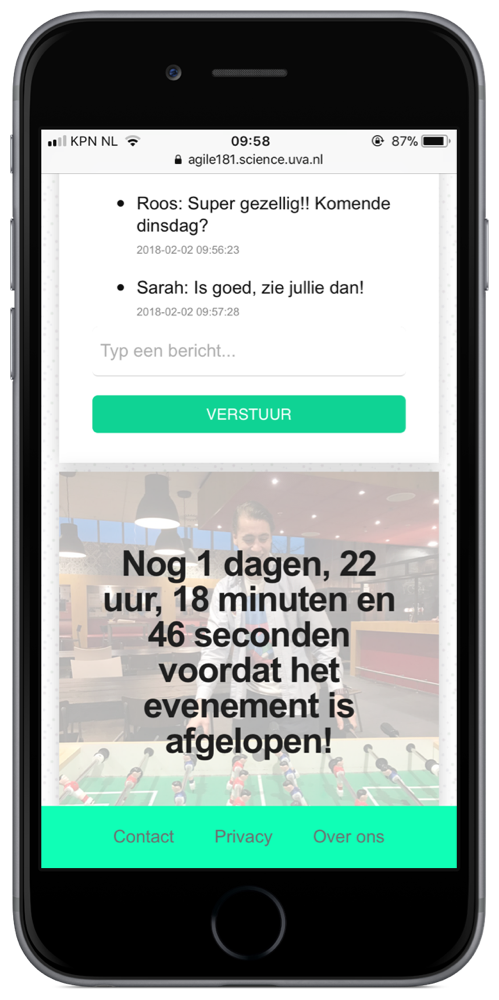 KPN NL 09:58 87%
agile181.science.uva.nl
• Roos: Super gezellig!! Komende
dinsdag?
2018-02-02 09:56:23
• Sarah: Is goed, zie jullie dan!
2018-02-02 09:57:28
Typ een bericht...
VERSTUUR
Nog 1 dagen, 22
uur, 18 minuten en
46 seconden
voordat het
evenement is
afgelopen!
Contact Privacy Over ons